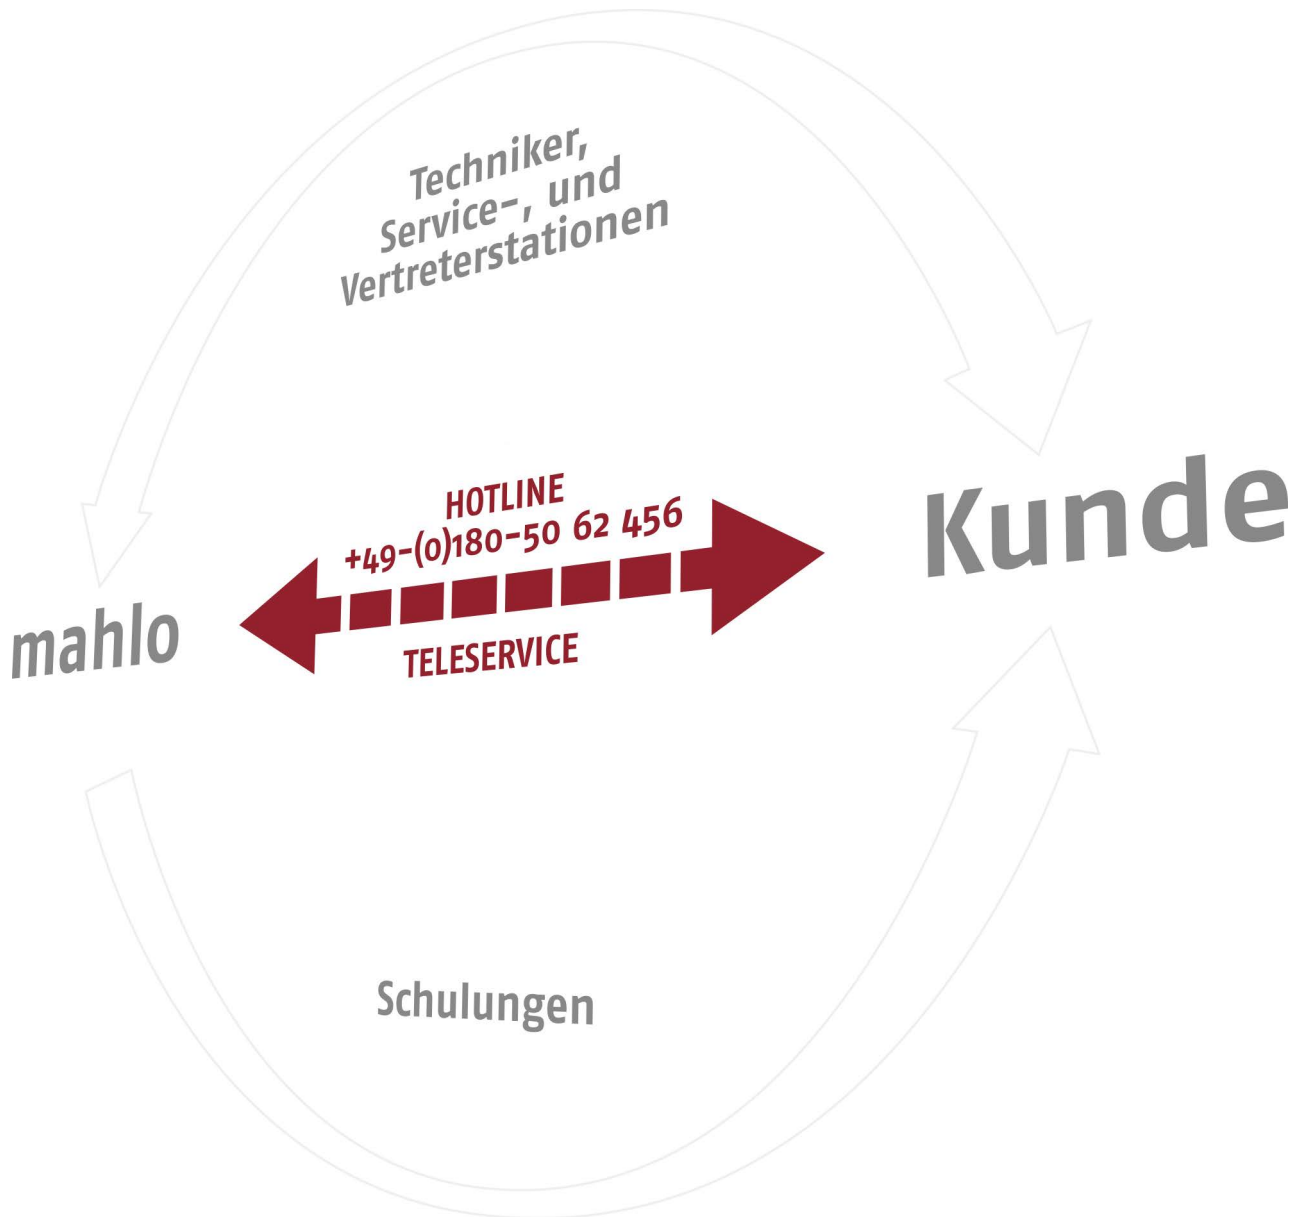 Techniker,
Service-, und
Vertreterstationen
HOTLINE
+49-(0)180-50 62 456
Kunde
mahlo
TELESERVICE
Schulungen